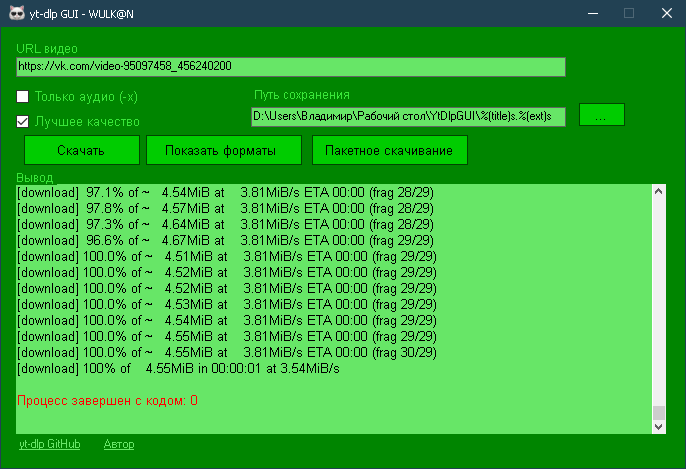 yt-dlp GUI - WULK@N
URL видео
https://vk.com/video-95097458_456240200
Только аудио (-x)
Путь сохранения
Лучшее качество
D:\Users\Владимир\Рабочий стол\YtDlpGUI\%(title)s.%(ext)s
...
Скачать
Показать форматы
Пакетное скачивание
Вывод
[download]  97.1% of ~   4.54MiB at    3.81MiB/s ETA 00:00 (frag 28/29)
[download]  97.8% of ~   4.57MiB at    3.81MiB/s ETA 00:00 (frag 28/29)
[download]  97.3% of ~   4.64MiB at    3.81MiB/s ETA 00:00 (frag 28/29)
[download]  96.6% of ~   4.67MiB at    3.81MiB/s ETA 00:00 (frag 29/29)
[download] 100.0% of ~   4.51MiB at    3.81MiB/s ETA 00:00 (frag 29/29)
[download] 100.0% of ~   4.52MiB at    3.81MiB/s ETA 00:00 (frag 29/29)
[download] 100.0% of ~   4.52MiB at    3.81MiB/s ETA 00:00 (frag 29/29)
[download] 100.0% of ~   4.53MiB at    3.81MiB/s ETA 00:00 (frag 29/29)
[download] 100.0% of ~   4.54MiB at    3.81MiB/s ETA 00:00 (frag 29/29)
[download] 100.0% of ~   4.55MiB at    3.81MiB/s ETA 00:00 (frag 29/29)
[download] 100.0% of ~   4.55MiB at    3.81MiB/s ETA 00:00 (frag 30/29)
[download] 100% of    4.55MiB in 00:00:01 at 3.54MiB/s
Процесс завершен с кодом: 0
yt-dlp GitHub
Автор